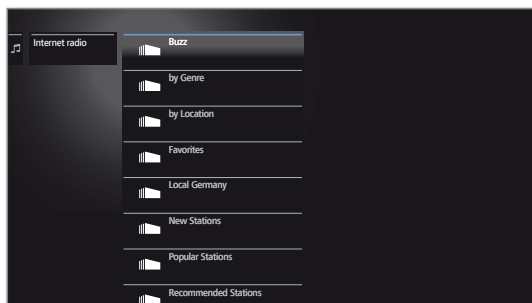 Internet radio
Buzz
by Genre
by Location
Favorites
Local Germany
New Stations
Popular Stations
Recommended Stations